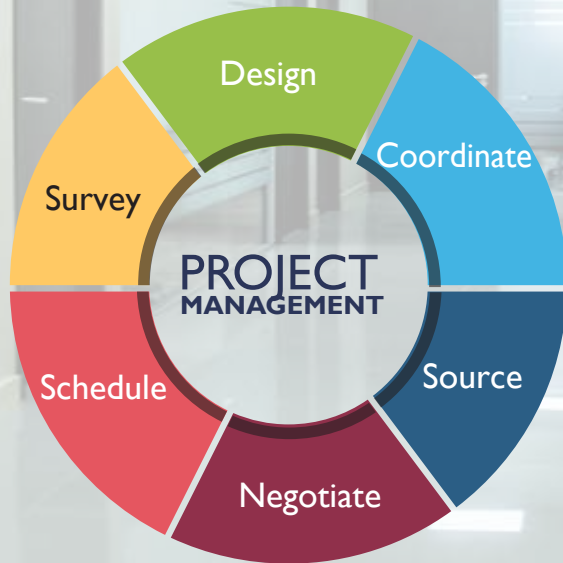 Design
Coordinate
Survey
PROJECT
MANAGEMENT
Schedule
Source
Negotiate